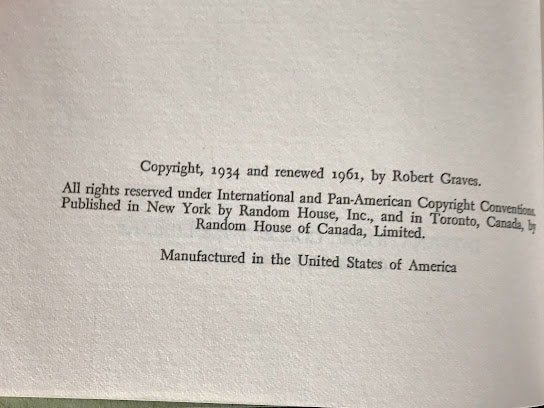 Copyright, 1934 and renewed 1961, by Robert Graves.
All rights reserved under International and Pan-American Copyright Conventions.
Published in New York by Random House, Inc., and in Toronto, Canada, by
Random House of Canada, Limited.
Manufactured in the United States of America